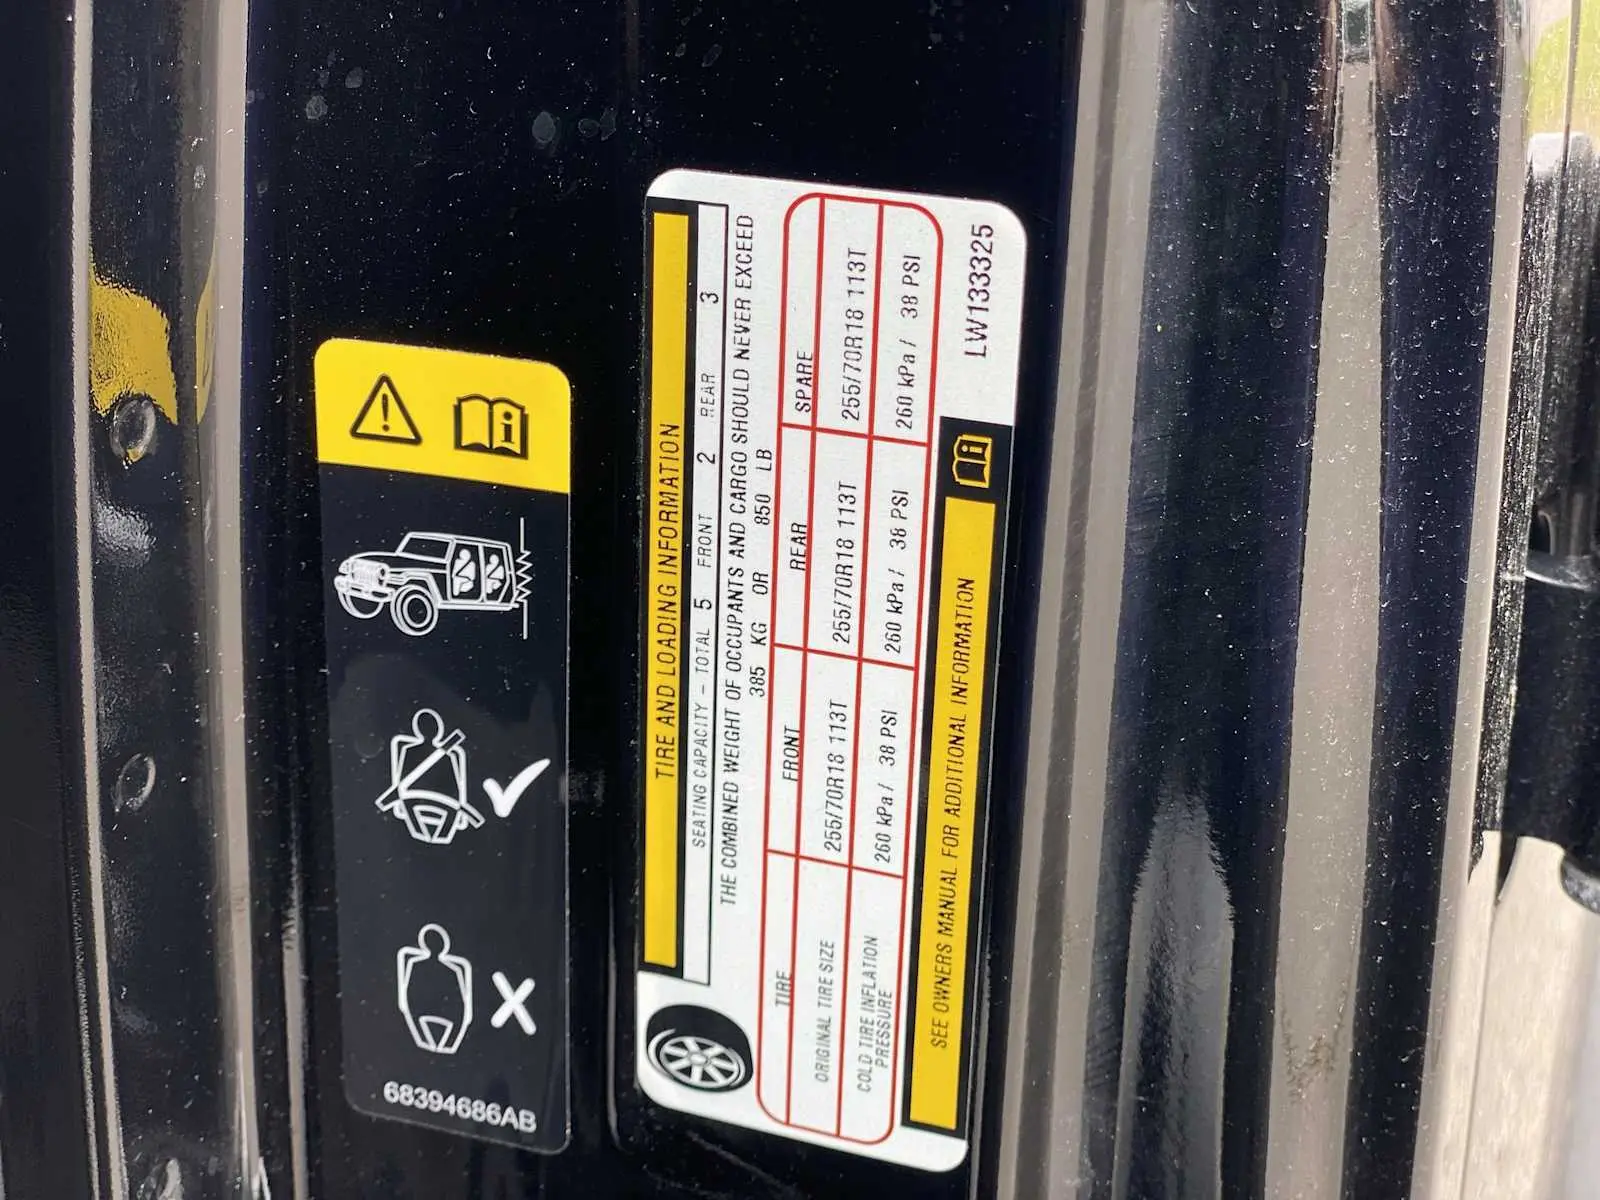 68394686AB
TIRE AND LOADING INFORMATION
SEATING CAPACITY – TOTAL 5 FRONT 2 REAR 3
THE COMBINED WEIGHT OF OCCUPANTS AND CARGO SHOULD NEVER EXCEED
385 KG OR 850 LB
TIRE FRONT REAR SPARE
ORIGINAL TIRE SIZE 255/70R18 113T 255/70R18 113T 255/70R18 113T
COLD TIRE INFLATION PRESSURE 260 kPa / 38 PSI 260 kPa / 38 PSI 260 kPa / 38 PSI
SEE OWNERS MANUAL FOR ADDITIONAL INFORMATION
LW133325